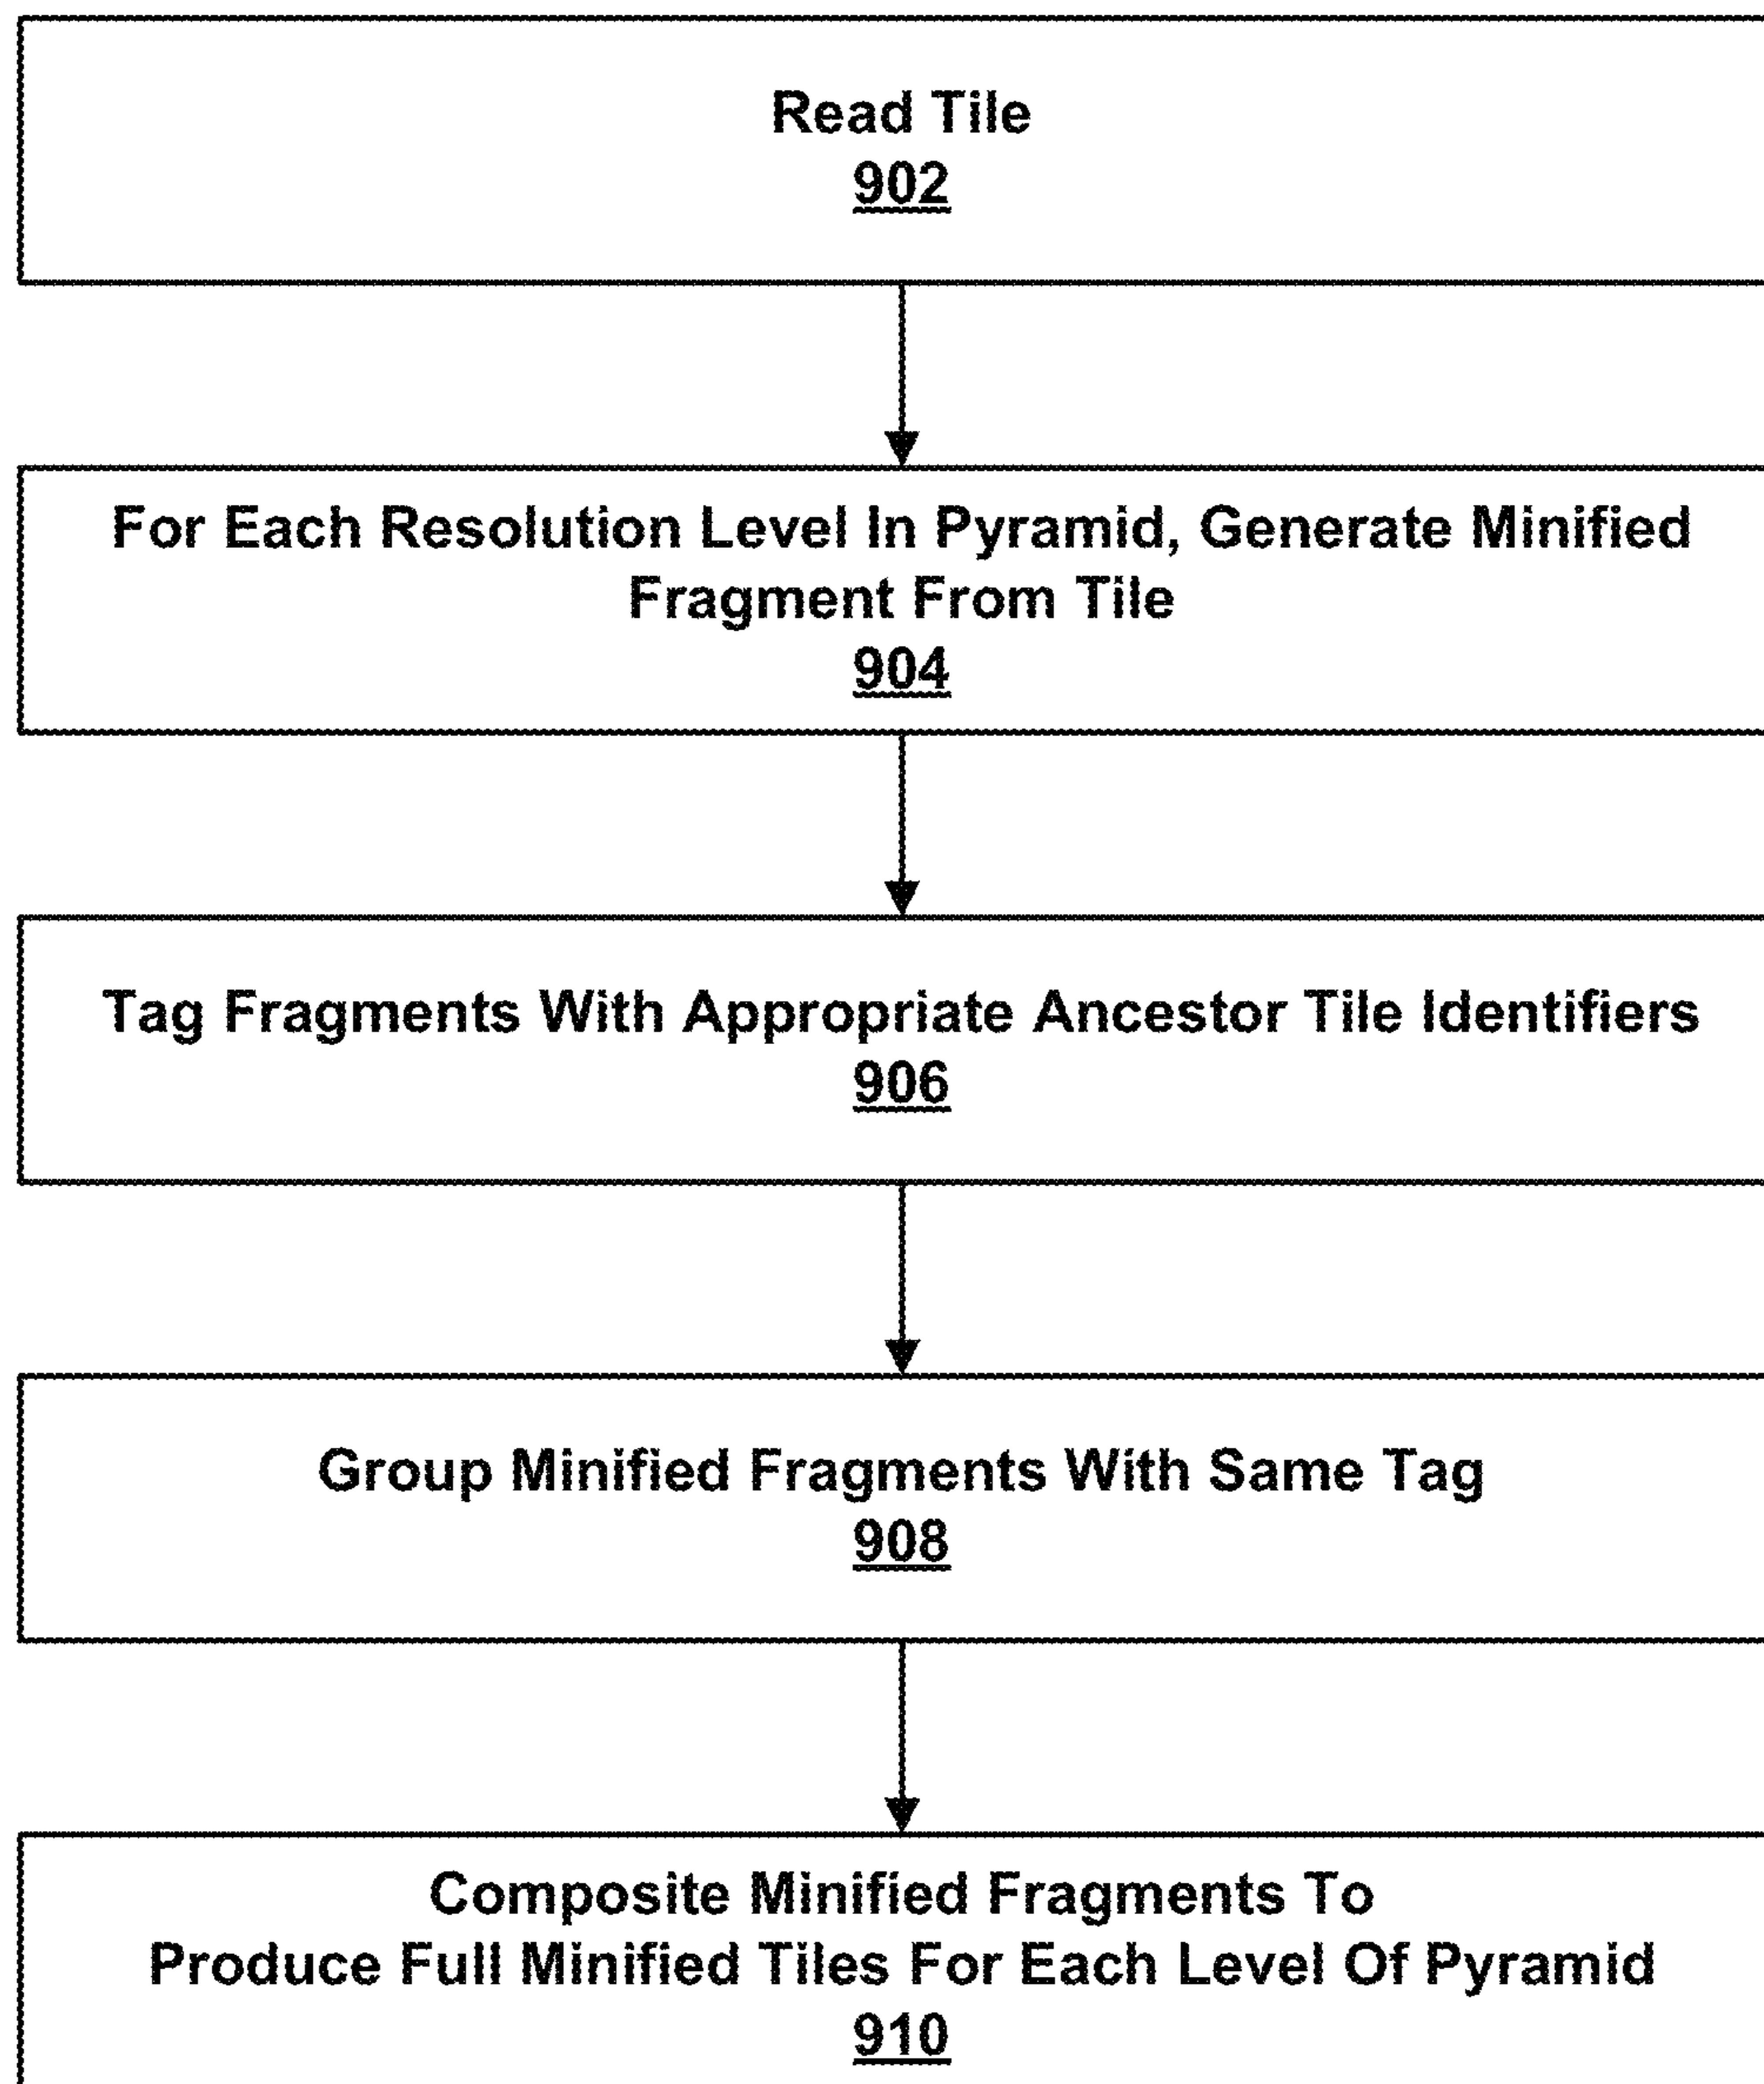 Read Tile
902
For Each Resolution Level In Pyramid, Generate Minified
Fragment From Tile
904
Tag Fragments With Appropriate Ancestor Tile Identifiers
906
Group Minified Fragments With Same Tag
908
Composite Minified Fragments To
Produce Full Minified Tiles For Each Level Of Pyramid
910